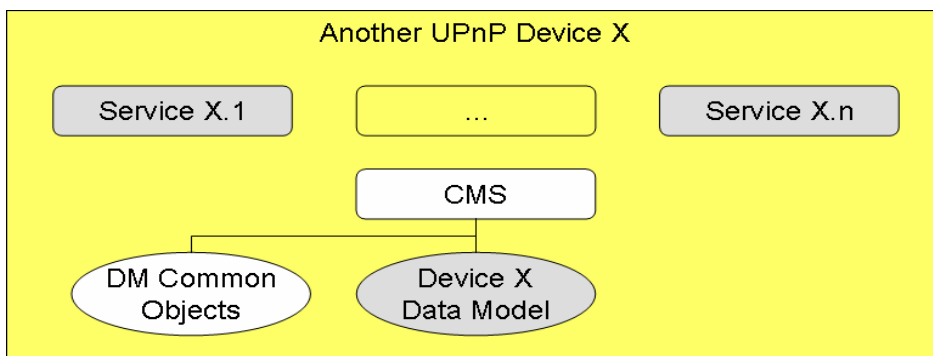 Another UPnP Device X
Service X.1
...
Service X.n
CMS
DM Common
Objects
Device X
Data Model